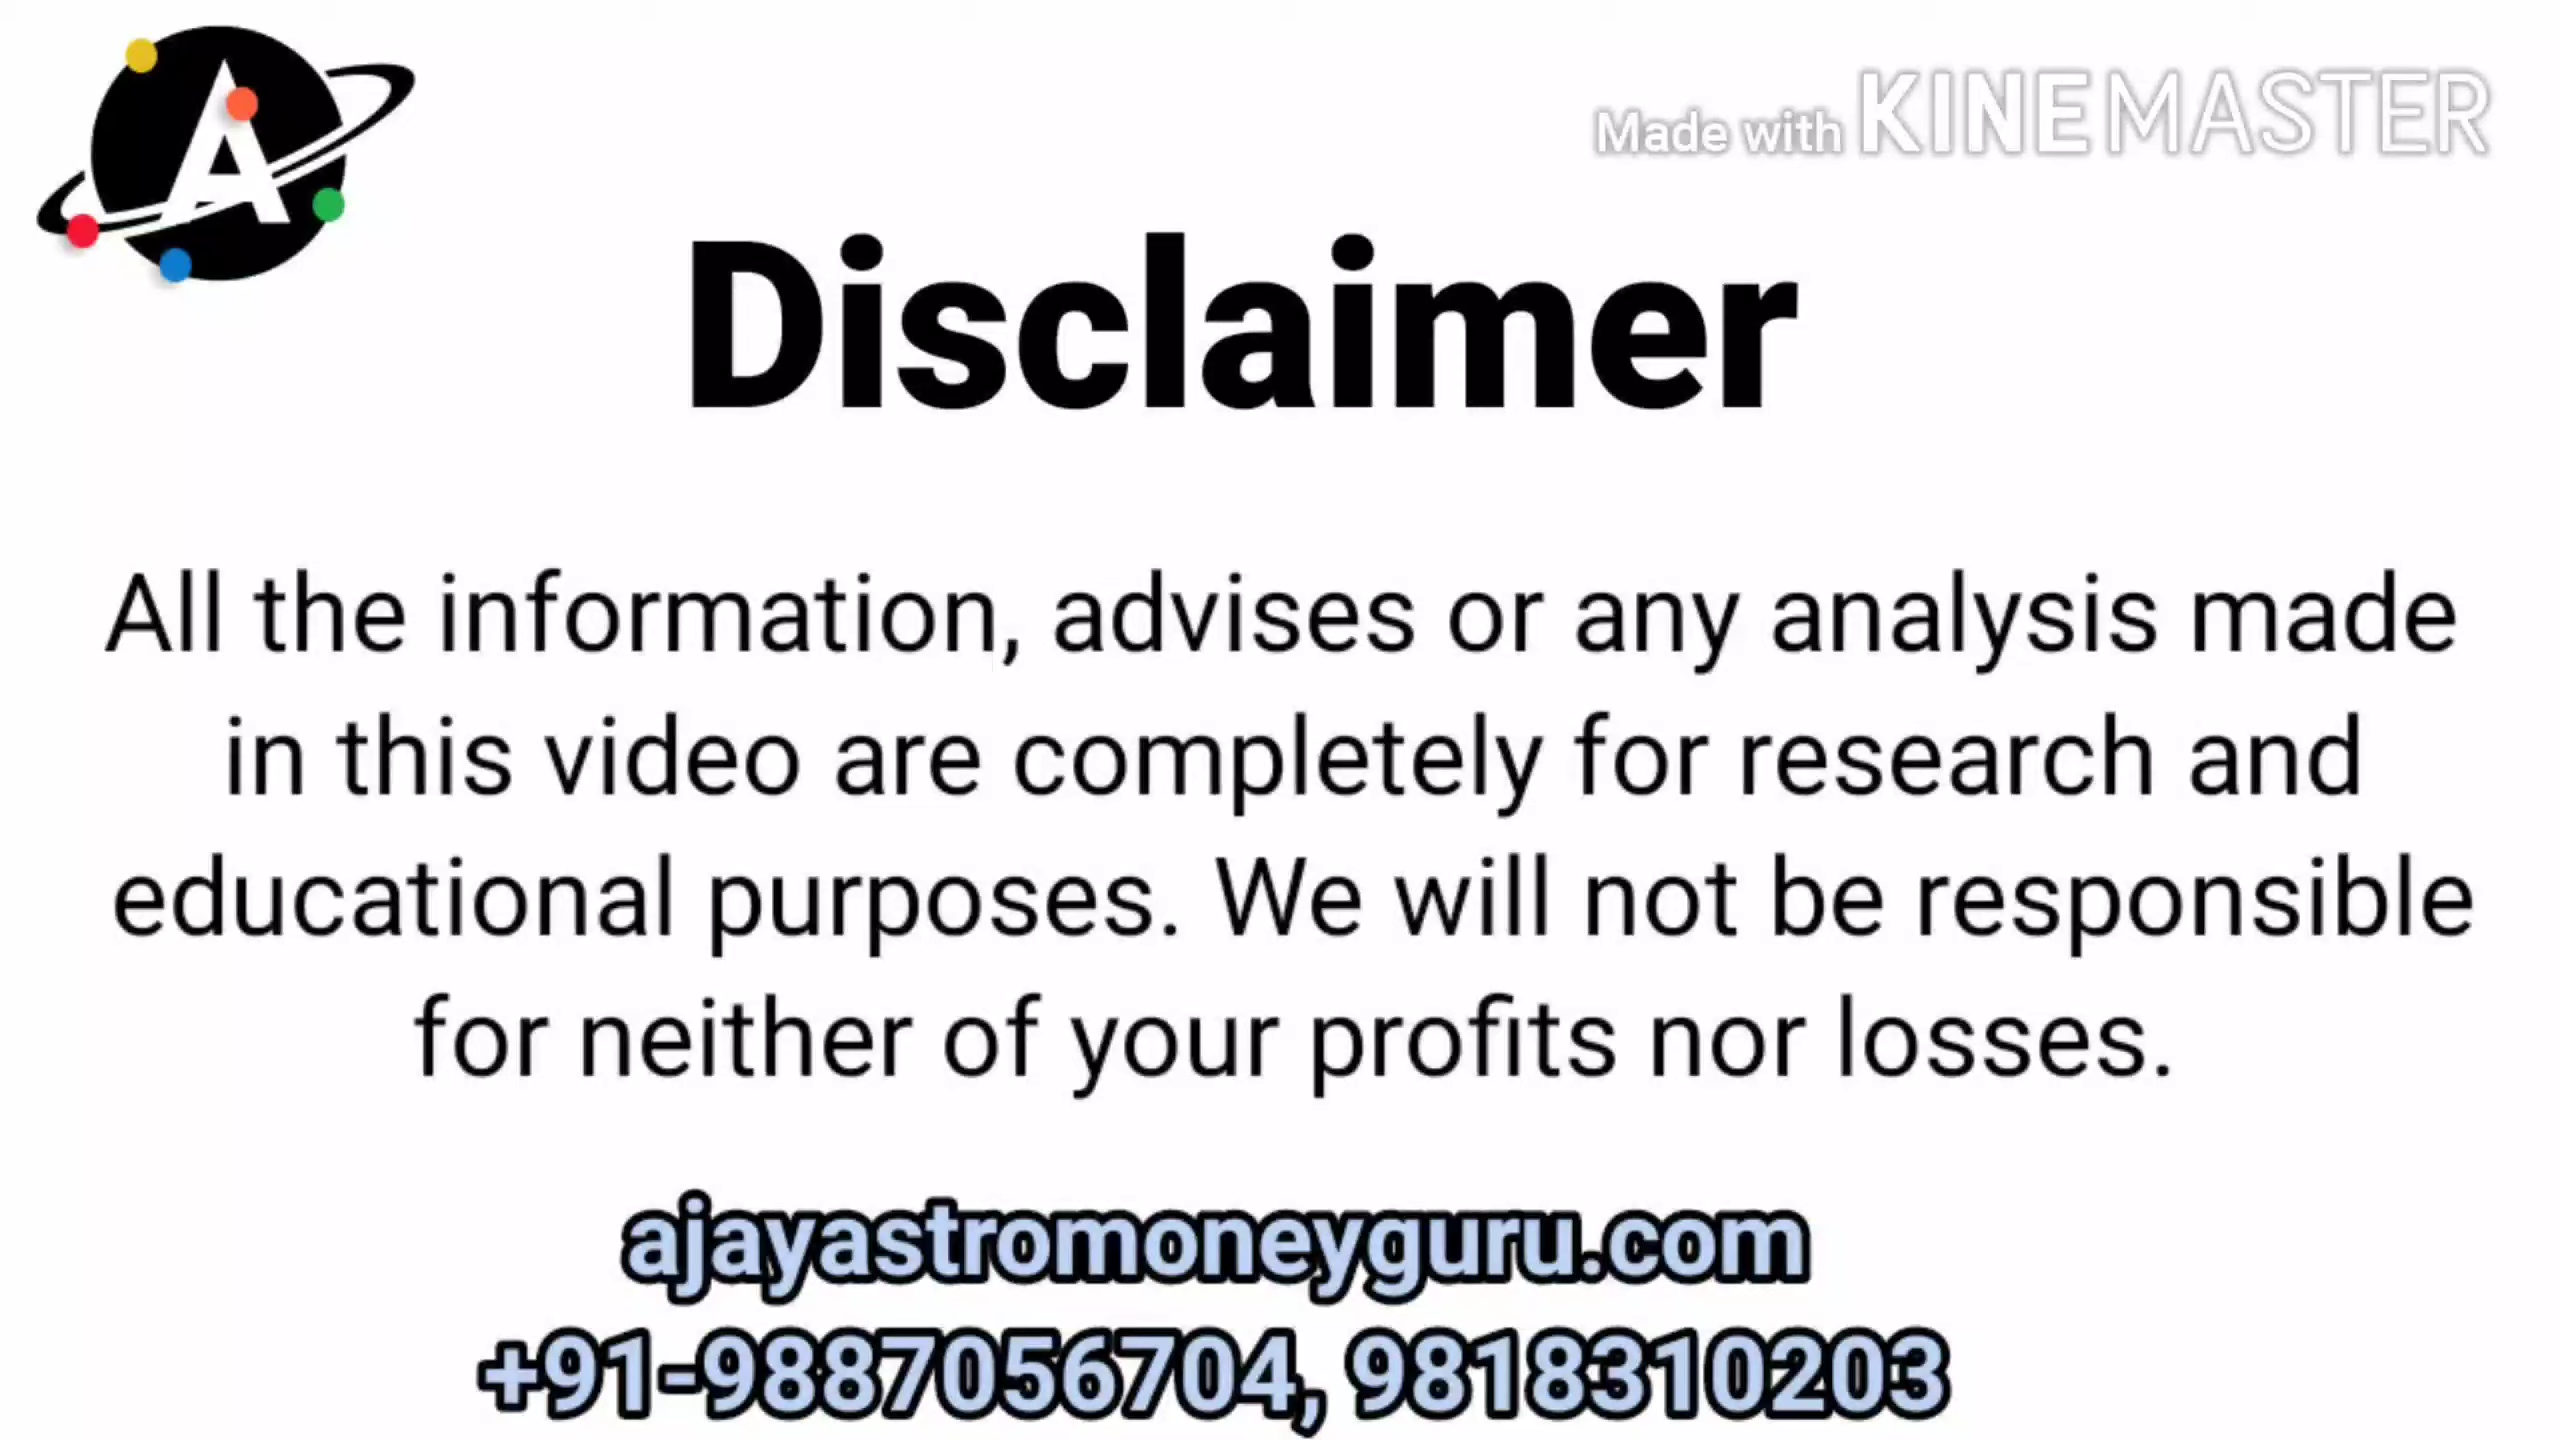 A
Made with KINEMASTER
Disclaimer
All the information, advises or any analysis made
in this video are completely for research and
educational purposes. We will not be responsible
for neither of your profits nor losses.
ajayastromoneyguru.com
+91-9887056704, 9818310203